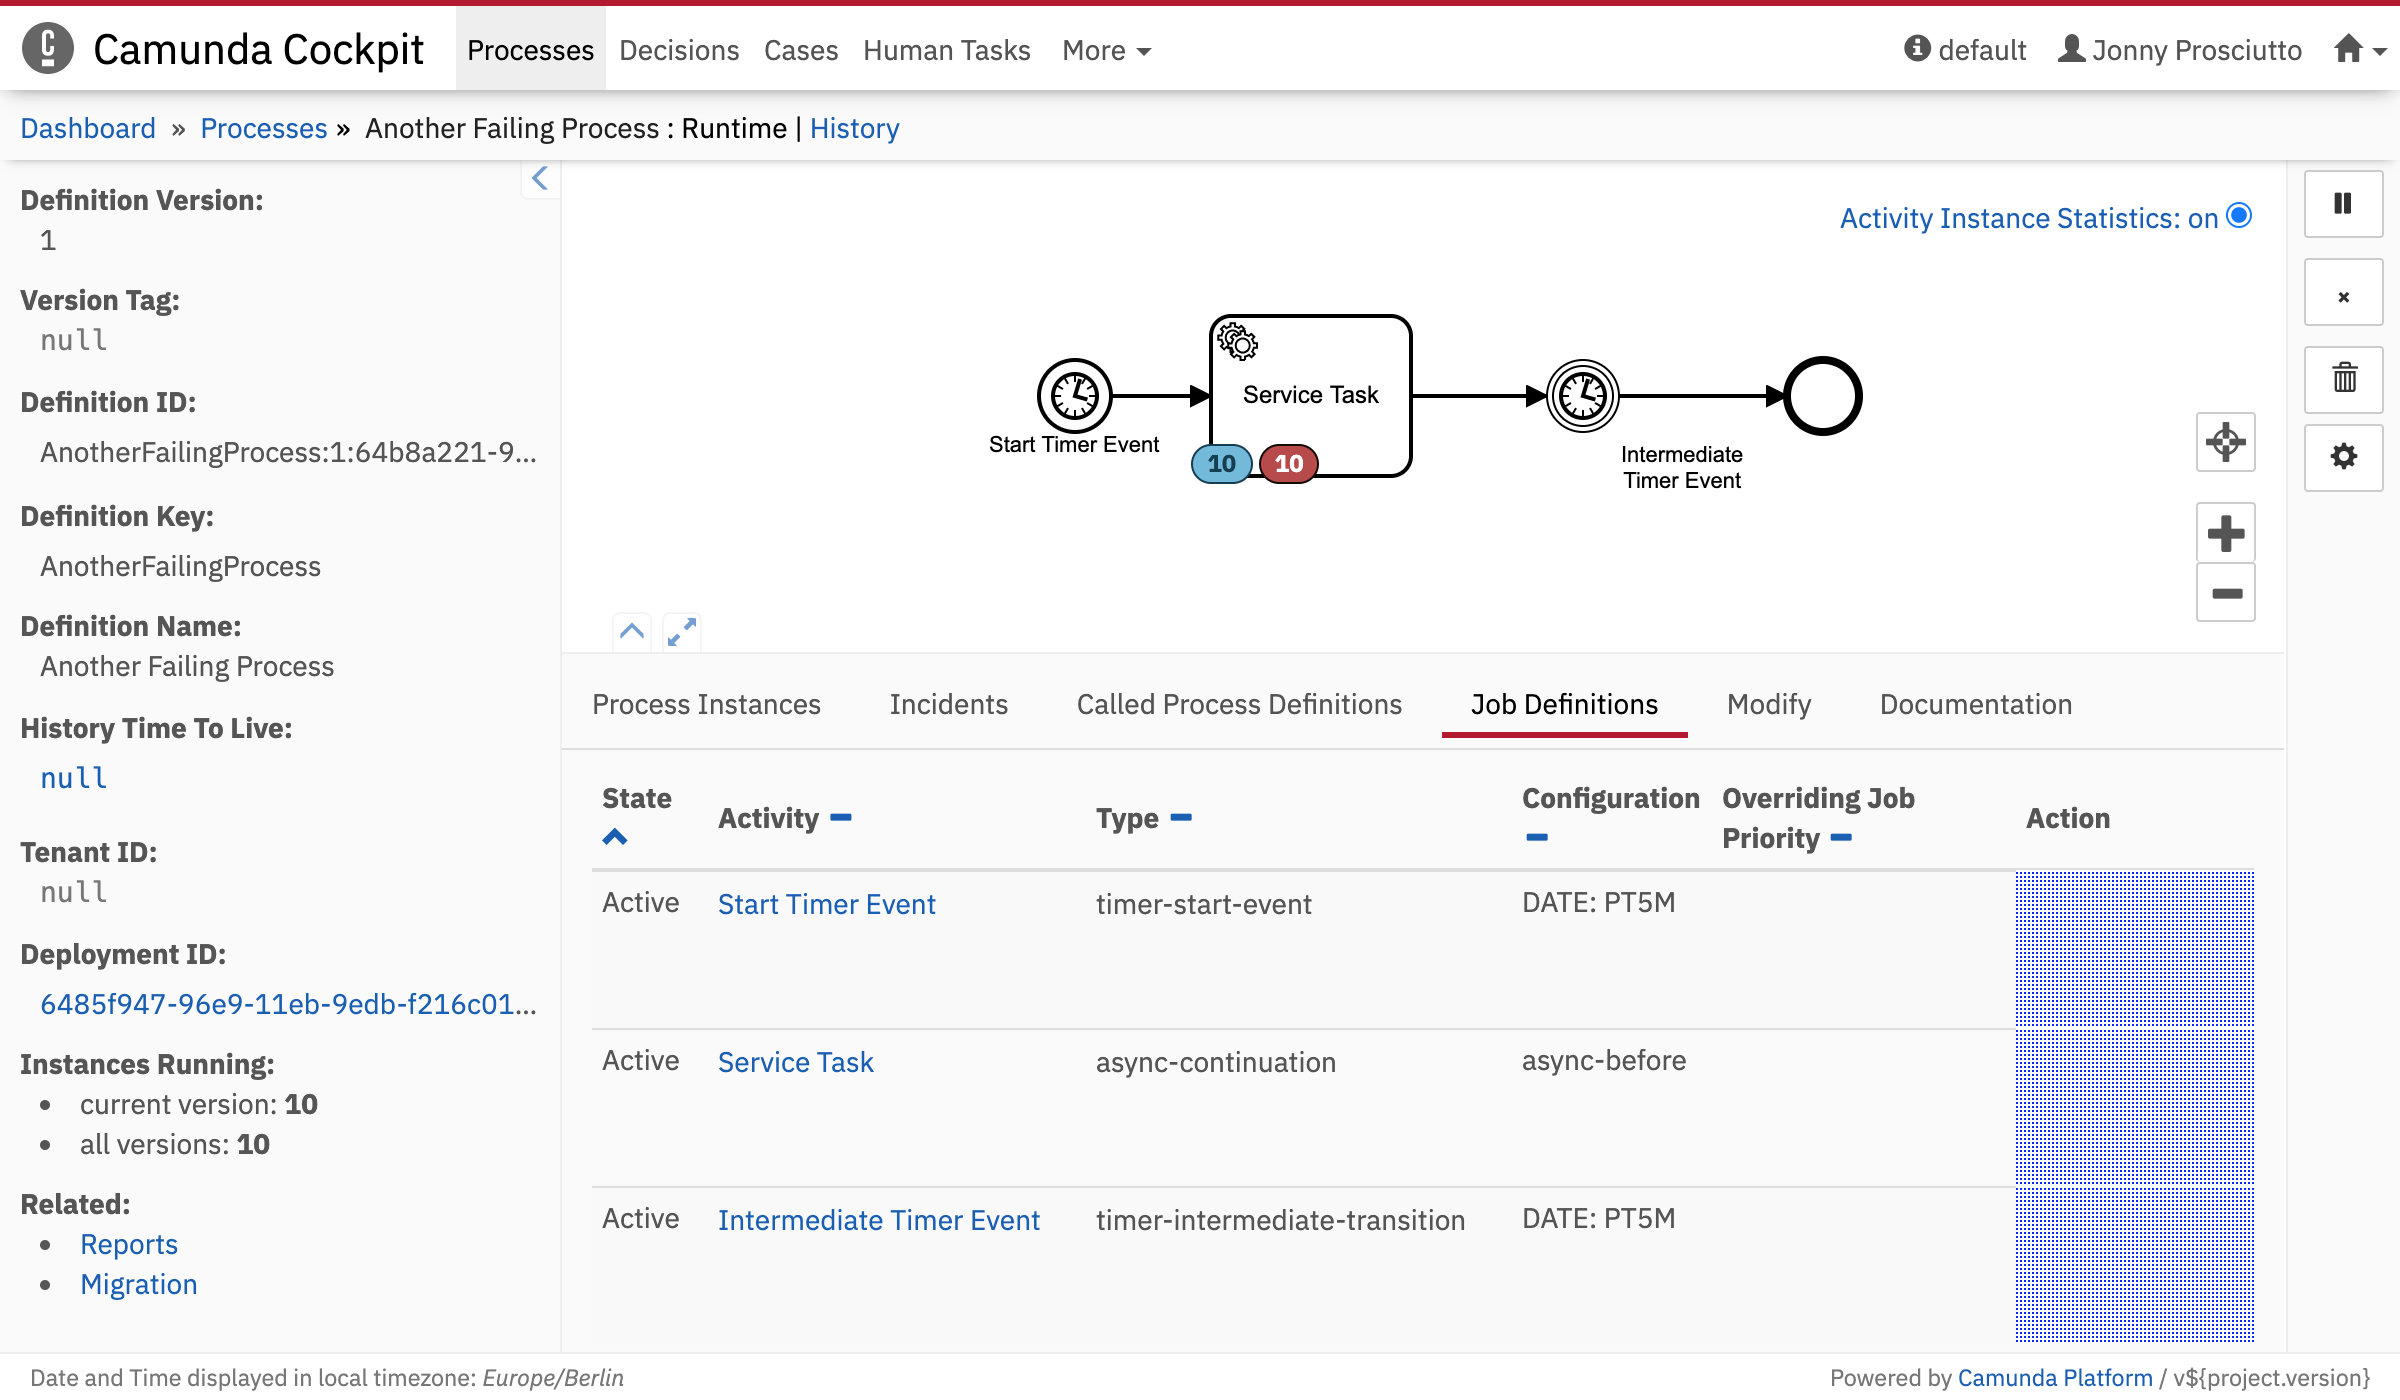 Camunda Cockpit Processes Decisions Cases Human Tasks More default Jonny Prosciutto
Dashboard » Processes » Another Failing Process : Runtime | History
Definition Version:
1
Version Tag:
null
Definition ID:
AnotherFailingProcess:1:64b8a221-9...
Definition Key:
AnotherFailingProcess
Definition Name:
Another Failing Process
History Time To Live:
null
Tenant ID:
null
Deployment ID:
6485f947-96e9-11eb-9edb-f216c01...
Instances Running:
current version: 10
all versions: 10
Related:
Reports
Migration
Activity Instance Statistics: on
Start Timer Event
Service Task
10 10
Intermediate
Timer Event
Process Instances Incidents Called Process Definitions Job Definitions Modify Documentation
State Activity Type Configuration Overriding Job Priority Action
Active Start Timer Event timer-start-event DATE: PT5M
Active Service Task async-continuation async-before
Active Intermediate Timer Event timer-intermediate-transition DATE: PT5M
Date and Time displayed in local timezone: Europe/Berlin
Powered by Camunda Platform / v${project.version}